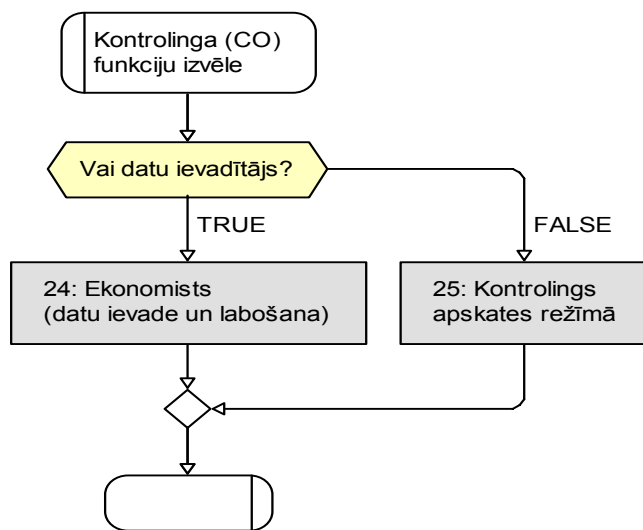 Kontrolinga (CO)
funkciju izvēle
Vai datu ievadītājs?
TRUE
FALSE
24: Ekonomists
(datu ievade un labošana)
25: Kontrolings
apskates režīmā